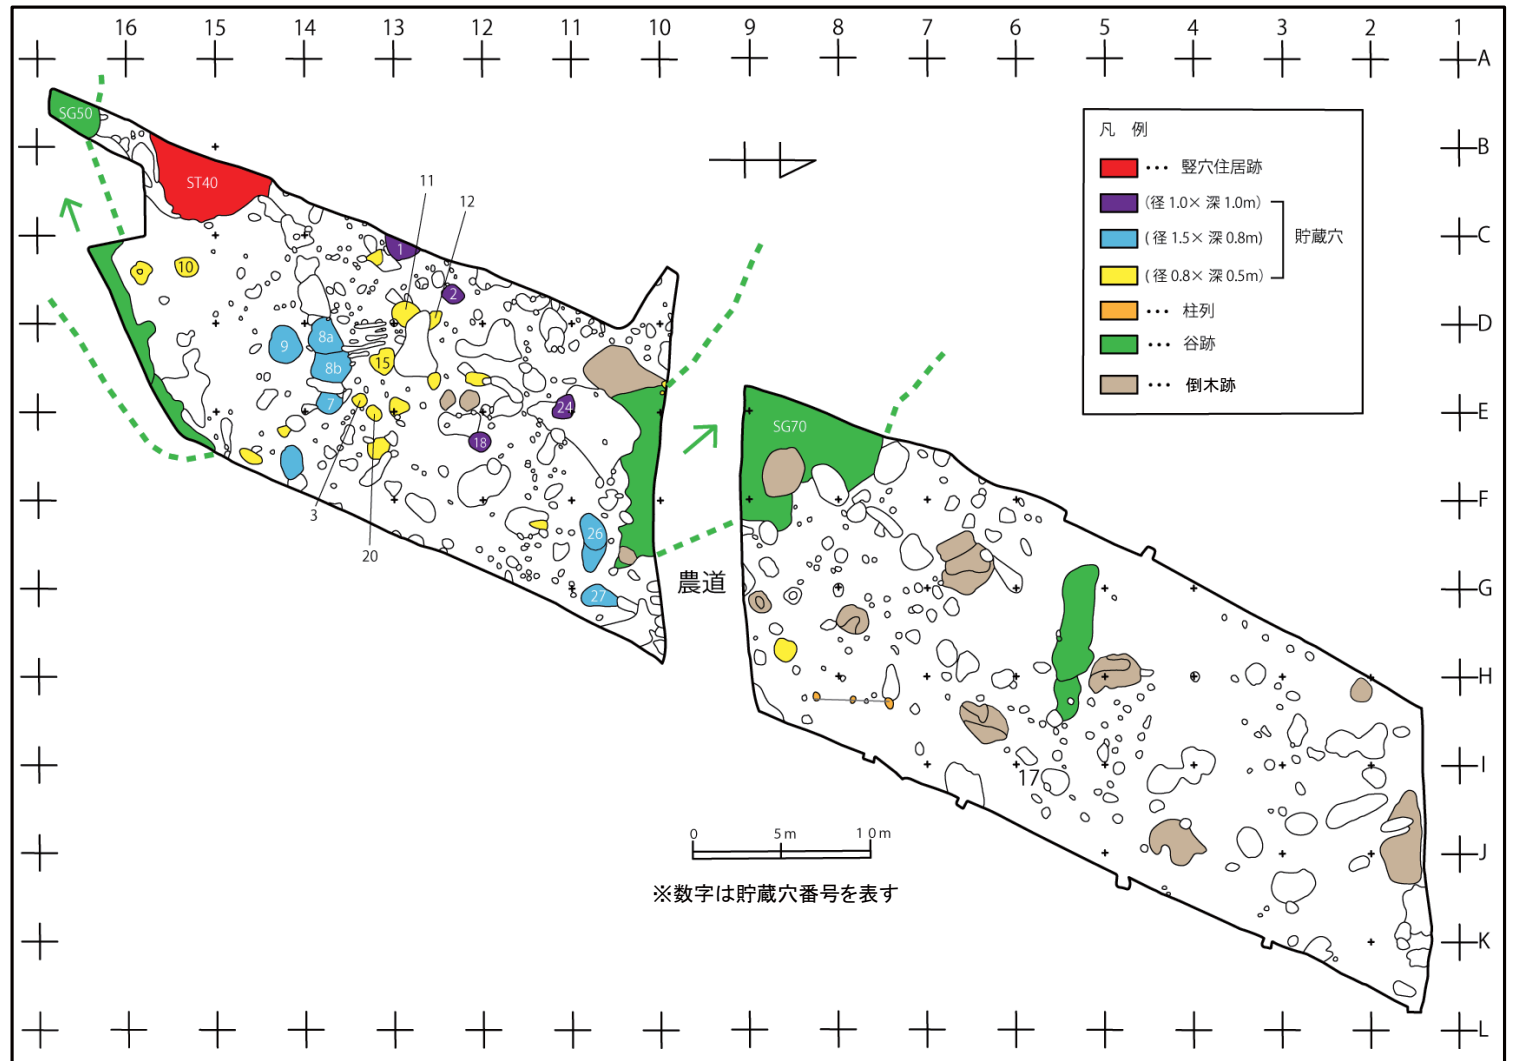 16 15 14 13 12 11 10 9 8 7 6 5 4 3 2 1
A
B
C
D
E
F
G
H
I
J
K
L
SG50
ST40
11
12
1
10
2
9
8a
8b
15
7
24
18
3
20
26
27
SG70
農道
17
凡 例
･･･ 竪穴住居跡
(径 1.0× 深 1.0m)
(径 1.5× 深 0.8m)
(径 0.8× 深 0.5m)
貯蔵穴
･･･ 柱列
･･･ 谷跡
･･･ 倒木跡
0 5m 10m
※数字は貯蔵穴番号を表す